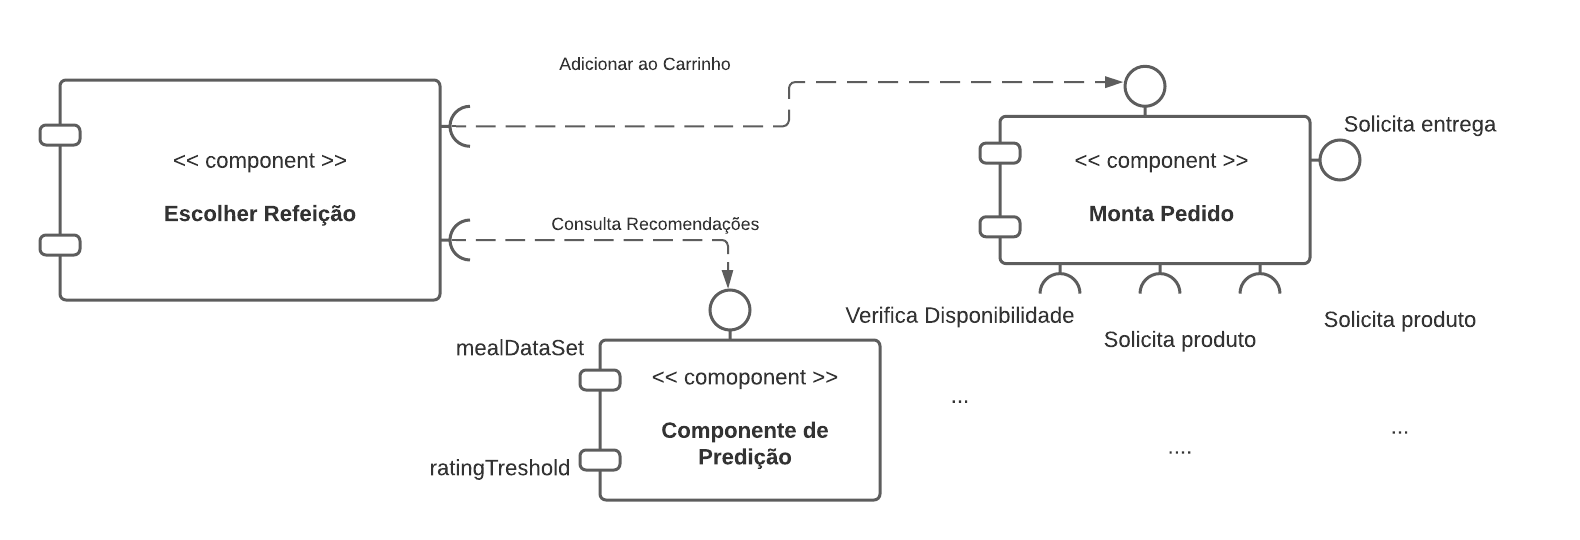 Adicionar ao Carrinho
<< component >>
Escolher Refeição
Consulta Recomendações
<< component >>
Monta Pedido
Solicita entrega
Verifica Disponibilidade
Solicita produto
Solicita produto
mealDataSet
<< comoponent >>
Componente de
Predição
ratingTreshold
...
....
...